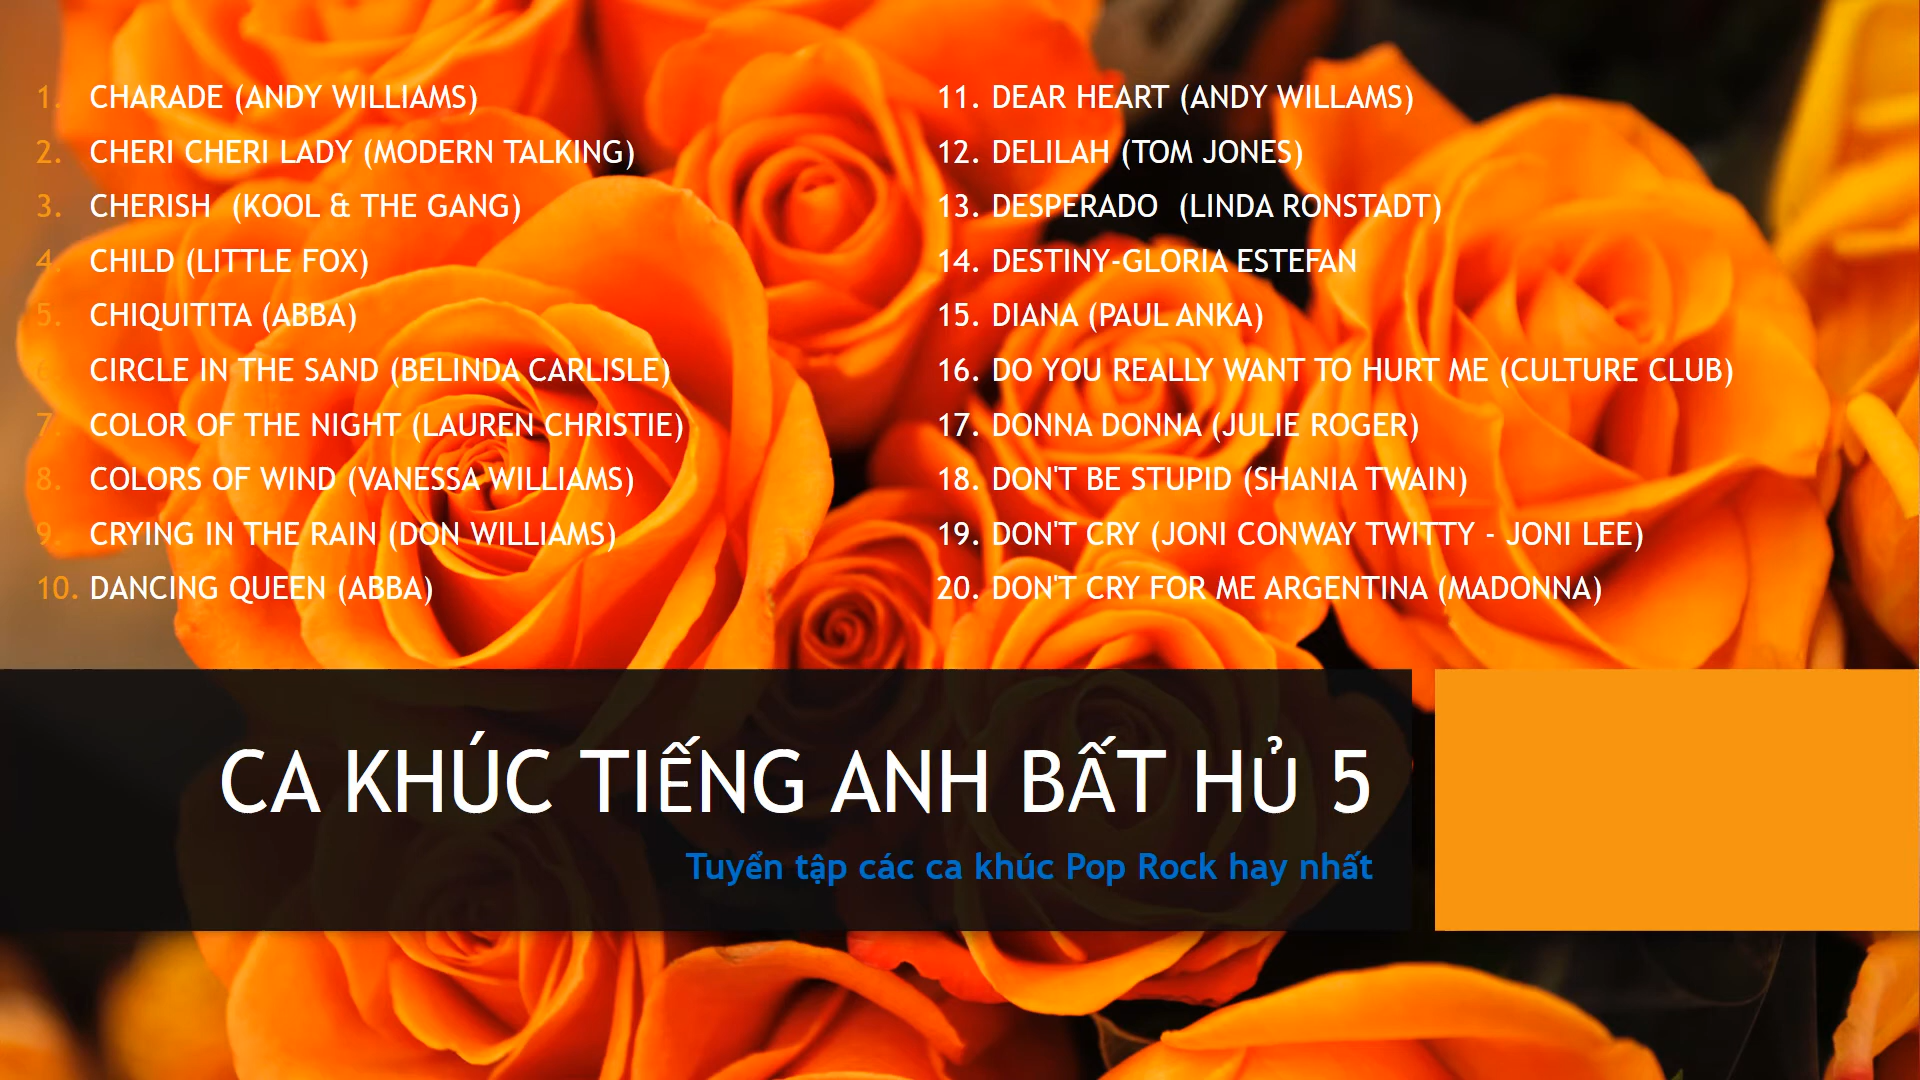 1. CHARADE (ANDY WILLIAMS)
2. CHERI CHERI LADY (MODERN TALKING)
3. CHERISH  (KOOL & THE GANG)
4. CHILD (LITTLE FOX)
5. CHIQUITITA (ABBA)
6. CIRCLE IN THE SAND (BELINDA CARLISLE)
7. COLOR OF THE NIGHT (LAUREN CHRISTIE)
8. COLORS OF WIND (VANESSA WILLIAMS)
9. CRYING IN THE RAIN (DON WILLIAMS)
10. DANCING QUEEN (ABBA)
11. DEAR HEART (ANDY WILLAMS)
12. DELILAH (TOM JONES)
13. DESPERADO  (LINDA RONSTADT)
14. DESTINY-GLORIA ESTEFAN
15. DIANA (PAUL ANKA)
16. DO YOU REALLY WANT TO HURT ME (CULTURE CLUB)
17. DONNA DONNA (JULIE ROGER)
18. DON'T BE STUPID (SHANIA TWAIN)
19. DON'T CRY (JONI CONWAY TWITTY - JONI LEE)
20. DON'T CRY FOR ME ARGENTINA (MADONNA)
CA KHÚC TIẾNG ANH BẤT HỦ 5
Tuyển tập các ca khúc Pop Rock hay nhất